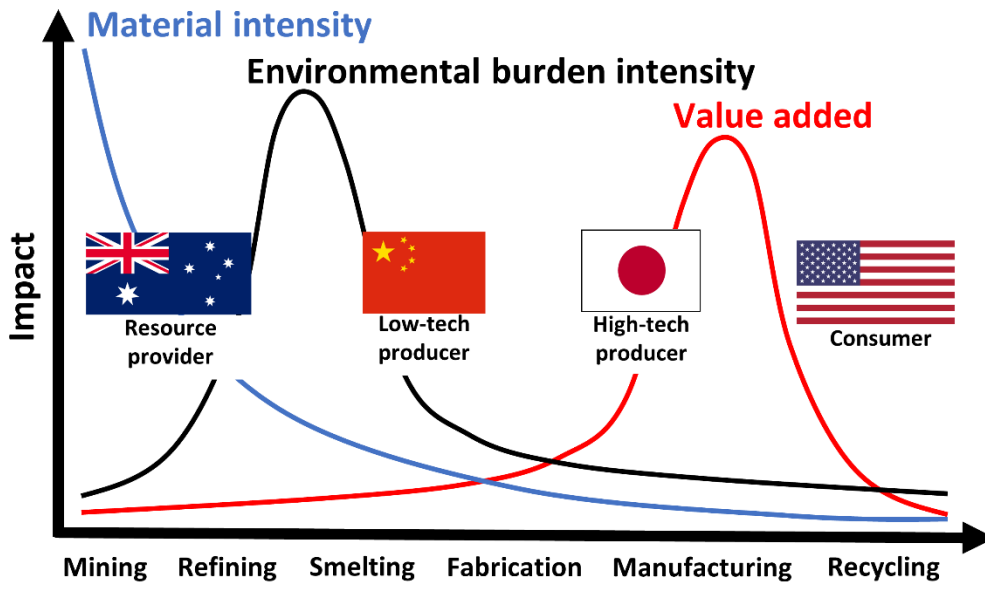 Material intensity
Environmental burden intensity
Value added
Impact
Resource
provider
Low-tech
producer
High-tech
producer
Consumer
Mining Refining Smelting Fabrication Manufacturing Recycling